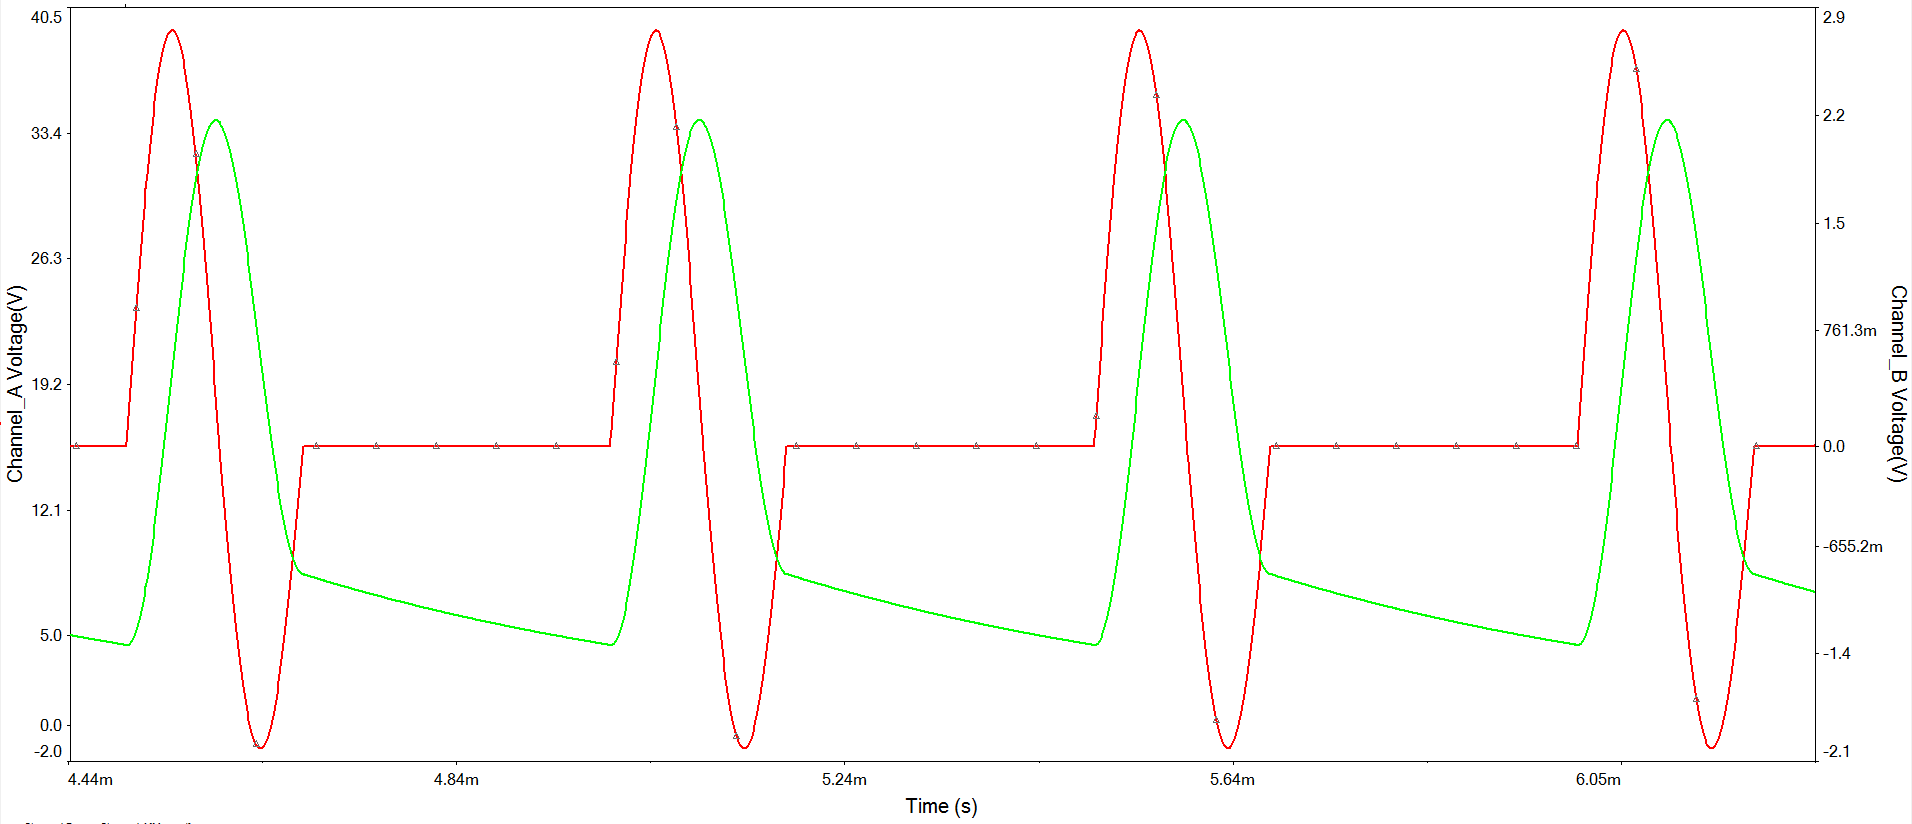 40.5
33.4
26.3
19.2
12.1
5.0
0.0
-2.0
Channel_A Voltage(V)
2.9
2.2
1.5
761.3m
0.0
-655.2m
-1.4
-2.1
Channel_B Voltage(V)
4.44m
4.84m
5.24m
5.64m
6.05m
Time (s)